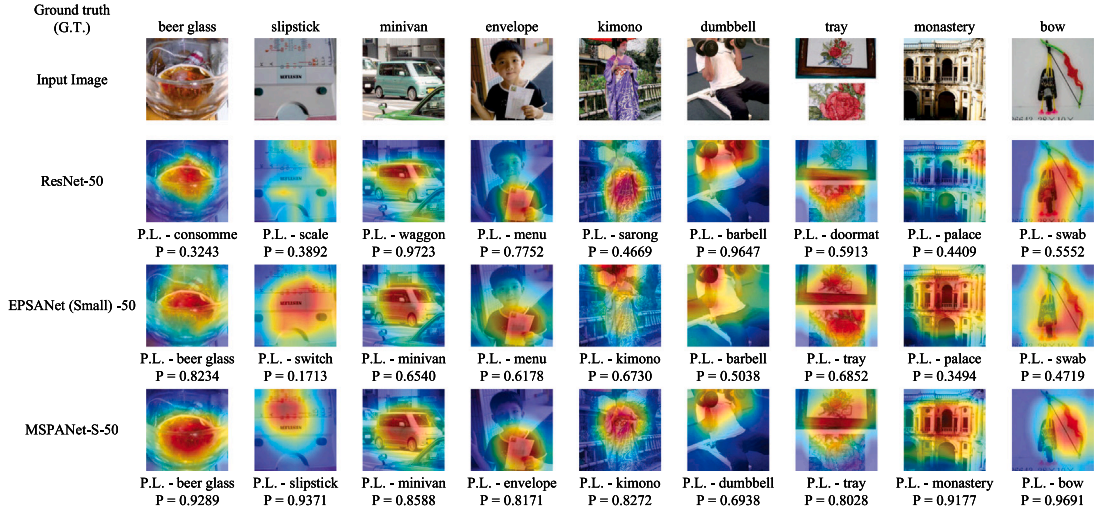 Ground truth
(G.T.)
beer glass slipstick minivan envelope kimono dumbbell tray monastery bow
Input Image
ResNet-50
P.L. - consomme P.L. - scale P.L. - waggon P.L. - menu P.L. - sarong P.L. - barbell P.L. - doormat P.L. - palace P.L. - swab
P = 0.3243 P = 0.3892 P = 0.9723 P = 0.7752 P = 0.4669 P = 0.9647 P = 0.5913 P = 0.4409 P = 0.5552
EPSANet (Small) -50
P.L. - beer glass P.L. - switch P.L. - minivan P.L. - menu P.L. - kimono P.L. - barbell P.L. - tray P.L. - palace P.L. - swab
P = 0.8234 P = 0.1713 P = 0.6540 P = 0.6178 P = 0.6730 P = 0.5038 P = 0.6852 P = 0.3494 P = 0.4719
MSPANet-S-50
P.L. - beer glass P.L. - slipstick P.L. - minivan P.L. - envelope P.L. - kimono P.L. - dumbbell P.L. - tray P.L. - monastery P.L. - bow
P = 0.9289 P = 0.9371 P = 0.8588 P = 0.8171 P = 0.8272 P = 0.6938 P = 0.8028 P = 0.9177 P = 0.9691